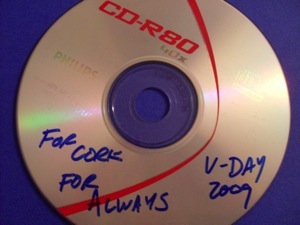 CD-R80
PHILIPS
FOR
CORK
FOR
ALWAYS
V-DAY
2009